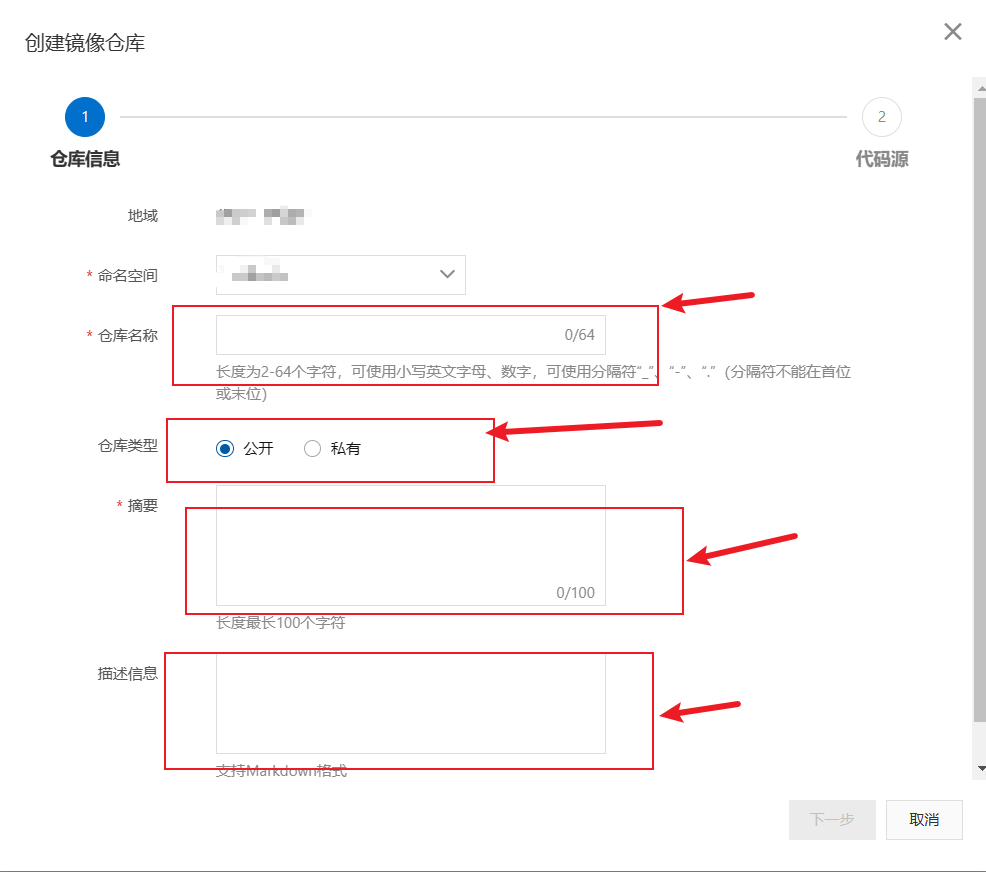 创建镜像仓库
1
2
仓库信息
代码源
地域
* 命名空间
* 仓库名称
0/64
长度为2-64个字符，可使用小写英文字母、数字，可使用分隔符“_”、“-”、“.”（分隔符不能在首位
或末位)
仓库类型
公开
私有
* 摘要
0/100
长度最长100个字符
描述信息
支持Markdown格式
下一步
取消